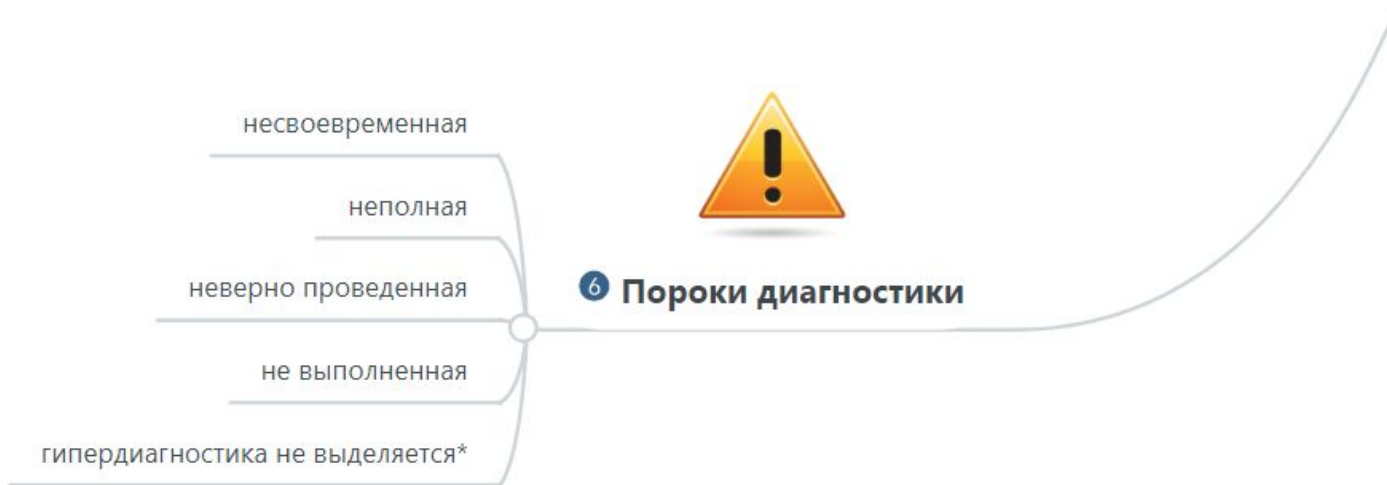 несвоевременная
неполная
неверно проведенная
6 Пороки диагностики
не выполненная
гипердиагностика не выделяется*